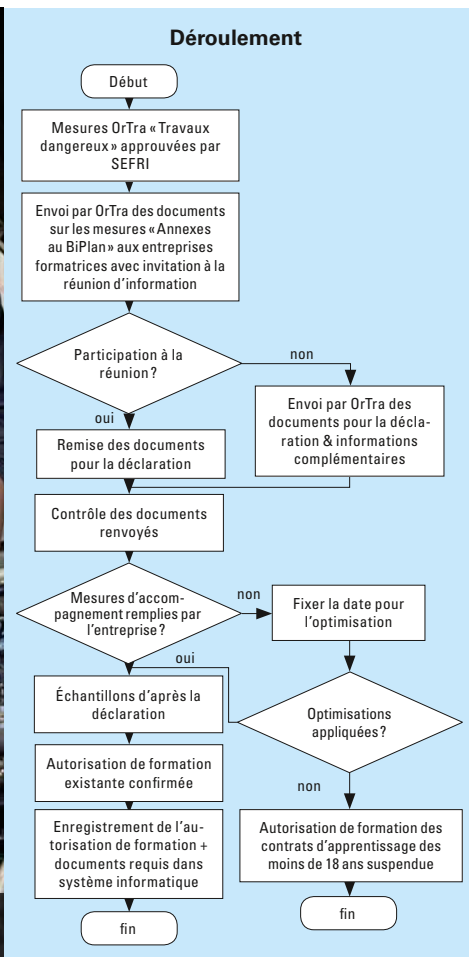 Déroulement
Début
Mesures OrTra « Travaux
dangereux » approuvées par
SEFRI
Envoi par OrTra des documents
sur les mesures « Annexes
au BiPlan » aux entreprises
formatrices avec invitation à la
réunion d'information
Participation à la
réunion ?
non
oui
Envoi par OrTra des
documents pour la décla-
ration & informations
complémentaires
Remise des documents
pour la déclaration
Contrôle des documents
renvoyés
Mesures d'accom-
pagnement remplies par
l'entreprise ?
non
Fixer la date pour
l'optimisation
oui
Échantillons d'après la
déclaration
Optimisations
appliquées ?
Autorisation de formation
existante confirmée
non
Enregistrement de l'au-
torisation de formation +
documents requis dans
système informatique
Autorisation de formation des
contrats d'apprentissage des
moins de 18 ans suspendue
fin
fin